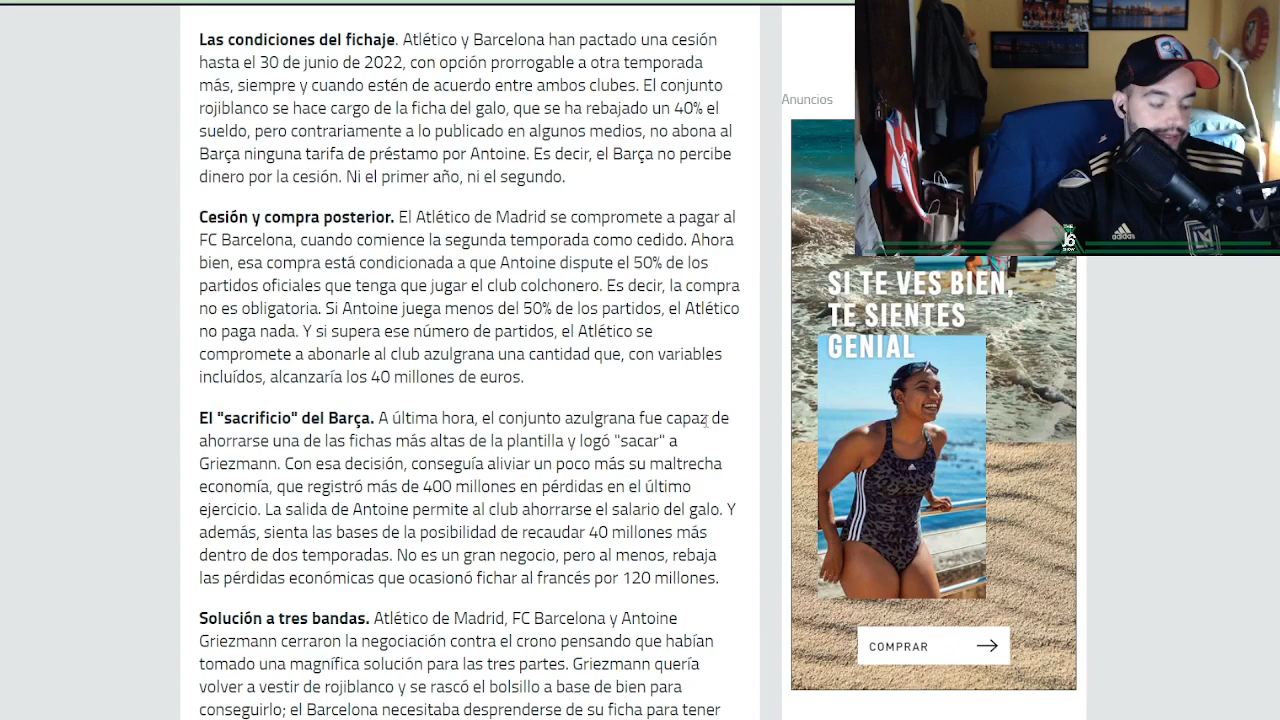 Las condiciones del fichaje. Atlético y Barcelona han pactado una cesión
hasta el 30 de junio de 2022, con opción prorrogable a otra temporada
más, siempre y cuando estén de acuerdo entre ambos clubes. El conjunto
rojiblanco se hace cargo de la ficha del galo, que se ha rebajado un 40% el
sueldo, pero contrariamente a lo publicado en algunos medios, no abona al
Barça ninguna tarifa de préstamo por Antoine. Es decir, el Barça no percibe
dinero por la cesión. Ni el primer año, ni el segundo.
Cesión y compra posterior. El Atlético de Madrid se compromete a pagar al
FC Barcelona, cuando comience la segunda temporada como cedido. Ahora
bien, esa compra está condicionada a que Antoine dispute el 50% de los
partidos oficiales que tenga que jugar el club colchonero. Es decir, la compra
no es obligatoria. Si Antoine juega menos del 50% de los partidos, el Atlético
no paga nada. Y si supera ese número de partidos, el Atlético se
compromete a abonarle al club azulgrana una cantidad que, con variables
incluídos, alcanzaría los 40 millones de euros.
El "sacrificio" del Barça. A última hora, el conjunto azulgrana fue capaz de
ahorrarse una de las fichas más altas de la plantilla y logó "sacar" a
Griezmann. Con esa decisión, conseguía aliviar un poco más su maltrecha
economía, que registró más de 400 millones en pérdidas en el último
ejercicio. La salida de Antoine permite al club ahorrarse el salario del galo. Y
además, sienta las bases de la posibilidad de recaudar 40 millones más
dentro de dos temporadas. No es un gran negocio, pero al menos, rebaja
las pérdidas económicas que ocasionó fichar al francés por 120 millones.
Solución a tres bandas. Atlético de Madrid, FC Barcelona y Antoine
Griezmann cerraron la negociación contra el crono pensando que habían
tomado una magnífica solución para las tres partes. Griezmann quería
volver a vestir de rojiblanco y se rascó el bolsillo a base de bien para
conseguirlo; el Barcelona necesitaba desprenderse de su ficha para tener
Anuncios
SI TE VES BIEN,
TE SIENTES
GENIAL
COMPRAR
adidas